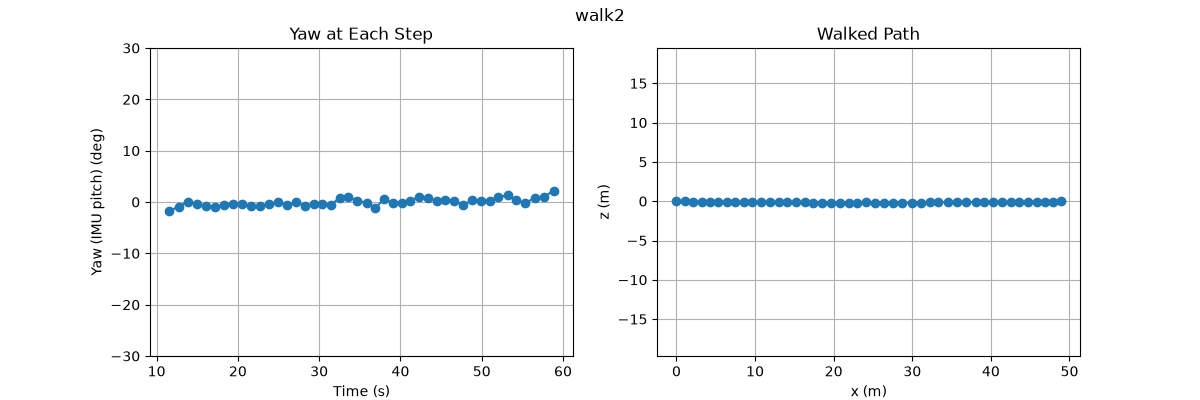 walk2
Yaw at Each Step
Yaw (IMU pitch) (deg)
30
20
10
0
−10
−20
−30
10 20 30 40 50 60
Time (s)
Walked Path
z (m)
15
10
5
0
−5
−10
−15
0 10 20 30 40 50
x (m)